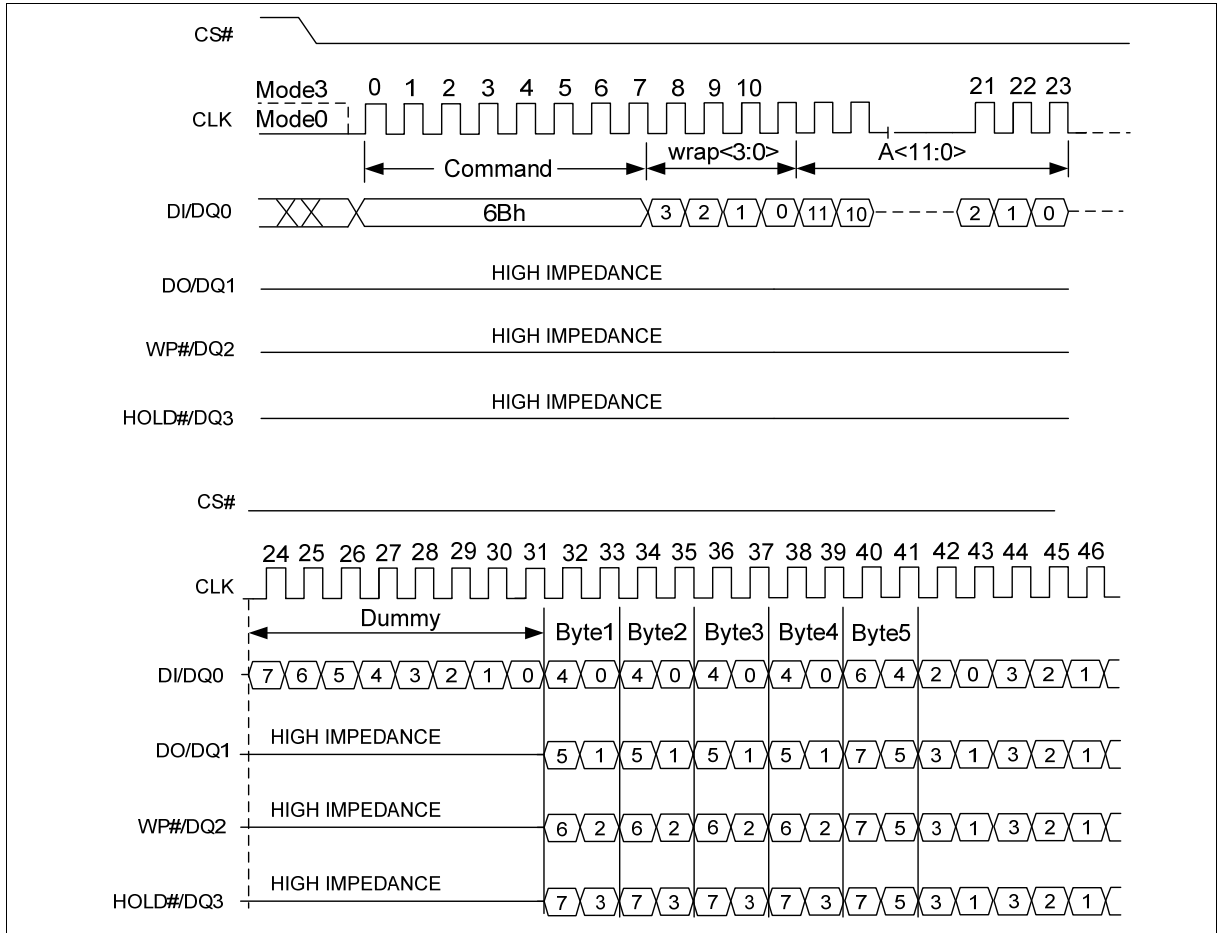 CS#
Mode3
0 1 2 3 4 5 6 7 8 9 10 21 22 23
CLK
Mode0
Command
wrap<3:0>
A<11:0>
DI/DQ0
6Bh
3 2 1 0 11 10 2 1 0
HIGH IMPEDANCE
DO/DQ1
HIGH IMPEDANCE
WP#/DQ2
HIGH IMPEDANCE
HOLD#/DQ3
CS#
24 25 26 27 28 29 30 31 32 33 34 35 36 37 38 39 40 41 42 43 44 45 46
CLK
Dummy
Byte1 Byte2 Byte3 Byte4 Byte5
DI/DQ0
7 6 5 4 3 2 1 0 4 0 4 0 4 0 4 0 6 4 2 0 3 2 1
HIGH IMPEDANCE
DO/DQ1
5 1 5 1 5 1 5 1 7 5 3 1 3 2 1
HIGH IMPEDANCE
WP#/DQ2
6 2 6 2 6 2 6 2 7 5 3 1 3 2 1
HIGH IMPEDANCE
HOLD#/DQ3
7 3 7 3 7 3 7 3 7 5 3 1 3 2 1